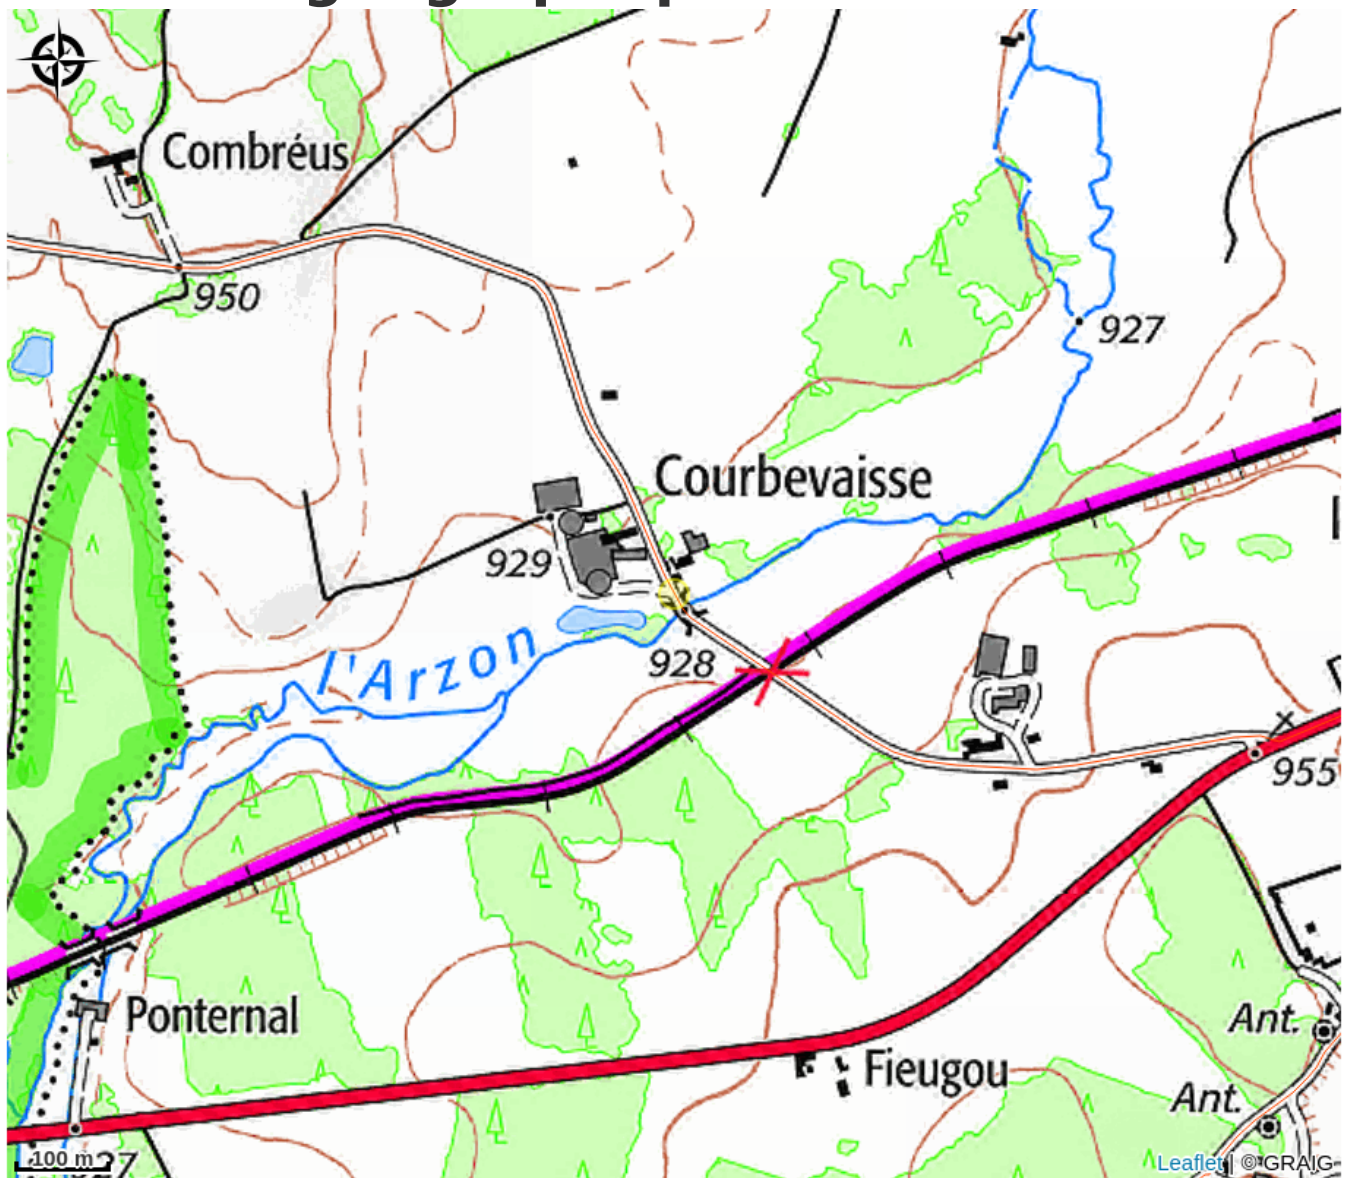 Combréus
950
927
Courbevaisse
929
l'Arzon
928
955
Ponternal
Ant.
Fieugou
Ant.
100 m
Leaflet | © GRAIG